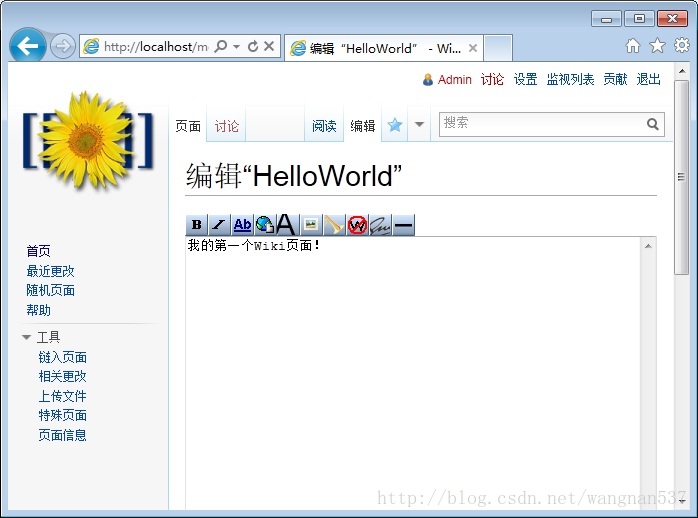 http://localhost/m
编辑“HelloWorld” - Wi...
Admin 讨论 设置 监视列表 贡献 退出
页面 讨论 阅读 编辑 搜索
编辑“HelloWorld”
B I Ab A W
我的第一个Wiki页面!
首页
最近更改
随机页面
帮助
工具
链入页面
相关更改
上传文件
特殊页面
页面信息
http://blog.csdn.net/wangnan537